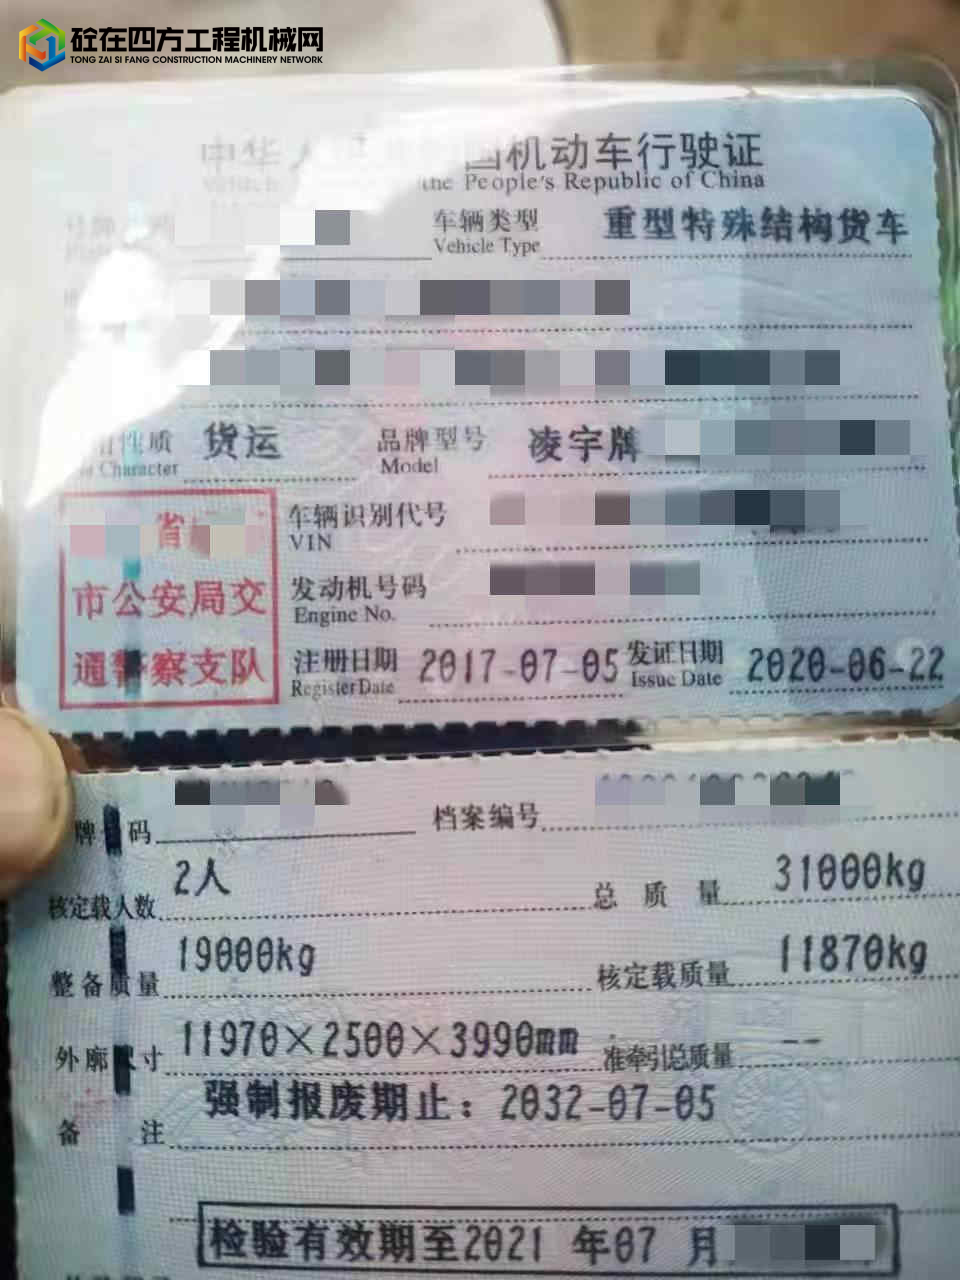 砼在四方工程机械网
TONG ZAI SI FANG CONSTRUCTION MACHINERY NETWORK
中华人 国机动车行驶证
Vehicle the People's Republic of China
车辆类型 重型特殊结构货车
Vehicle Type
性质 货运 品牌型号 凌宇牌
Character Model
省
市公安局交
通警察支队
车辆识别代号
VIN
发动机号码
Engine No.
注册日期 2017-07-05 发证日期 2020-06-22
Register Date Issue Date
牌 码 档案编号
核定载人数 2人 总质量 31000kg
整备质量 19000kg 核定载质量 11870kg
外廓尺寸 11970×2500×3990mm 准牵引总质量 --
备注 强制报废期止：2032-07-05
检验有效期至2021 年07 月